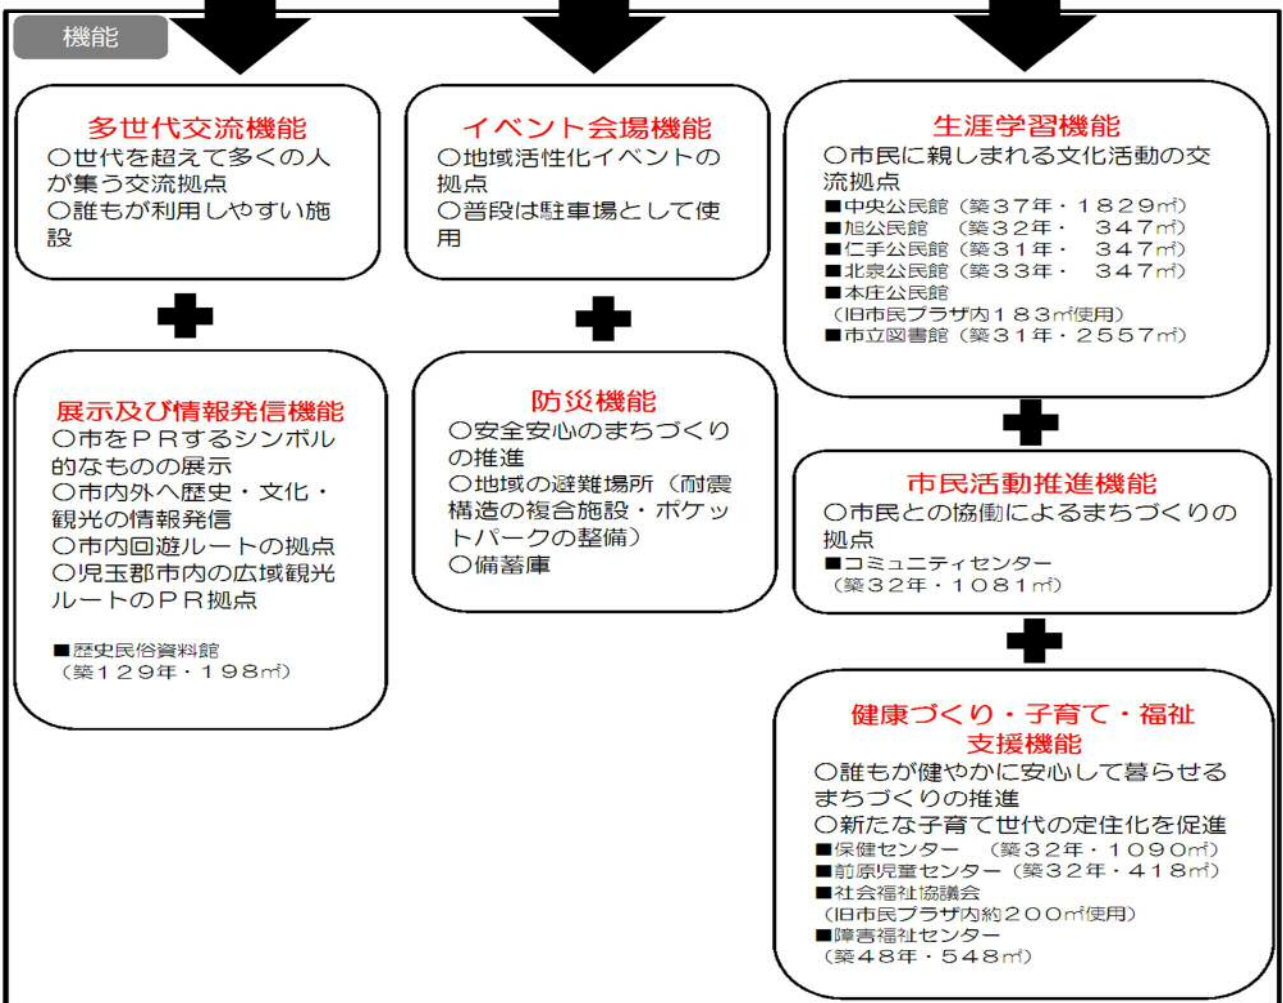 機能
多世代交流機能
○世代を超えて多くの人
が集う交流拠点
○誰もが利用しやすい施
設
展示及び情報発信機能
○市をＰＲするシンボル
的なものの展示
○市内外へ歴史・文化・
観光の情報発信
○市内回遊ルートの拠点
○児玉郡市内の広域観光
ルートのＰＲ拠点
■歴史民俗資料館
（築１２９年・１９８㎡）
イベント会場機能
○地域活性化イベントの
拠点
○普段は駐車場として使
用
防災機能
○安全安心のまちづくり
の推進
○地域の避難場所（耐震
構造の複合施設・ポケッ
トパークの整備）
○備蓄庫
生涯学習機能
○市民に親しまれる文化活動の交
流拠点
■中央公民館（築３７年・１８２９㎡）
■旭公民館　（築３２年・　３４７㎡）
■仁手公民館（築３１年・　３４７㎡）
■北泉公民館（築３３年・　３４７㎡）
■本庄公民館
（旧市民プラザ内１８３㎡使用）
■市立図書館（築３１年・２５５７㎡）
市民活動推進機能
○市民との協働によるまちづくりの
拠点
■コミュニティセンター
（築３２年・１０８１㎡）
健康づくり・子育て・福祉
支援機能
○誰もが健やかに安心して暮らせる
まちづくりの推進
○新たな子育て世代の定住化を促進
■保健センター　（築３２年・１０９０㎡）
■前原児童センター（築３２年・４１８㎡）
■社会福祉協議会
（旧市民プラザ内約２００㎡使用）
■障害福祉センター
（築４８年・５４８㎡）